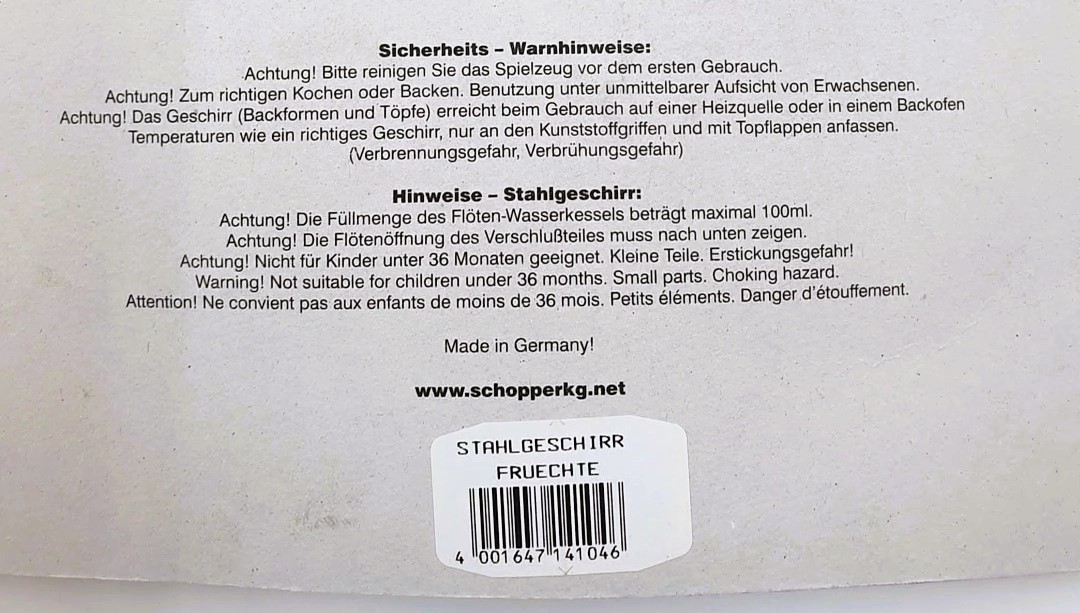 Sicherheits – Warnhinweise:
Achtung! Bitte reinigen Sie das Spielzeug vor dem ersten Gebrauch.
Achtung! Zum richtigen Kochen oder Backen. Benutzung unter unmittelbarer Aufsicht von Erwachsenen.
Achtung! Das Geschirr (Backformen und Töpfe) erreicht beim Gebrauch auf einer Heizquelle oder in einem Backofen
Temperaturen wie ein richtiges Geschirr, nur an den Kunststoffgriffen und mit Topflappen anfassen.
(Verbrennungsgefahr, Verbrühungsgefahr)
Hinweise – Stahlgeschirr:
Achtung! Die Füllmenge des Flöten-Wasserkessels beträgt maximal 100ml.
Achtung! Die Flötenöffnung des Verschlußteiles muss nach unten zeigen.
Achtung! Nicht für Kinder unter 36 Monaten geeignet. Kleine Teile. Erstickungsgefahr!
Warning! Not suitable for children under 36 months. Small parts. Choking hazard.
Attention! Ne convient pas aux enfants de moins de 36 mois. Petits éléments. Danger d'étouffement.
Made in Germany!
www.schopperkg.net
STAHLGESCHIRR
FRUECHTE
4 001647 141046